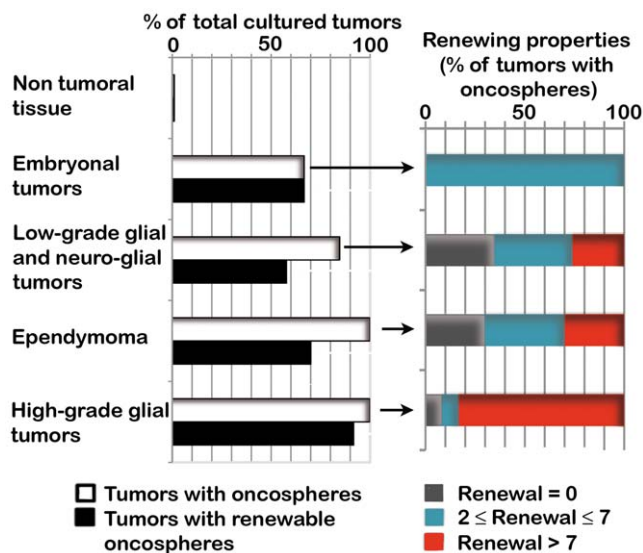 % of total cultured tumors
0 50 100
Non tumoral
tissue
Embryonal
tumors
Low-grade glial
and neuro-glial
tumors
Ependymoma
High-grade glial
tumors
Renewing properties
(% of tumors with
oncospheres)
0 50 100
Tumors with oncospheres
Tumors with renewable
oncospheres
Renewal = 0
2 ≤ Renewal ≤ 7
Renewal > 7